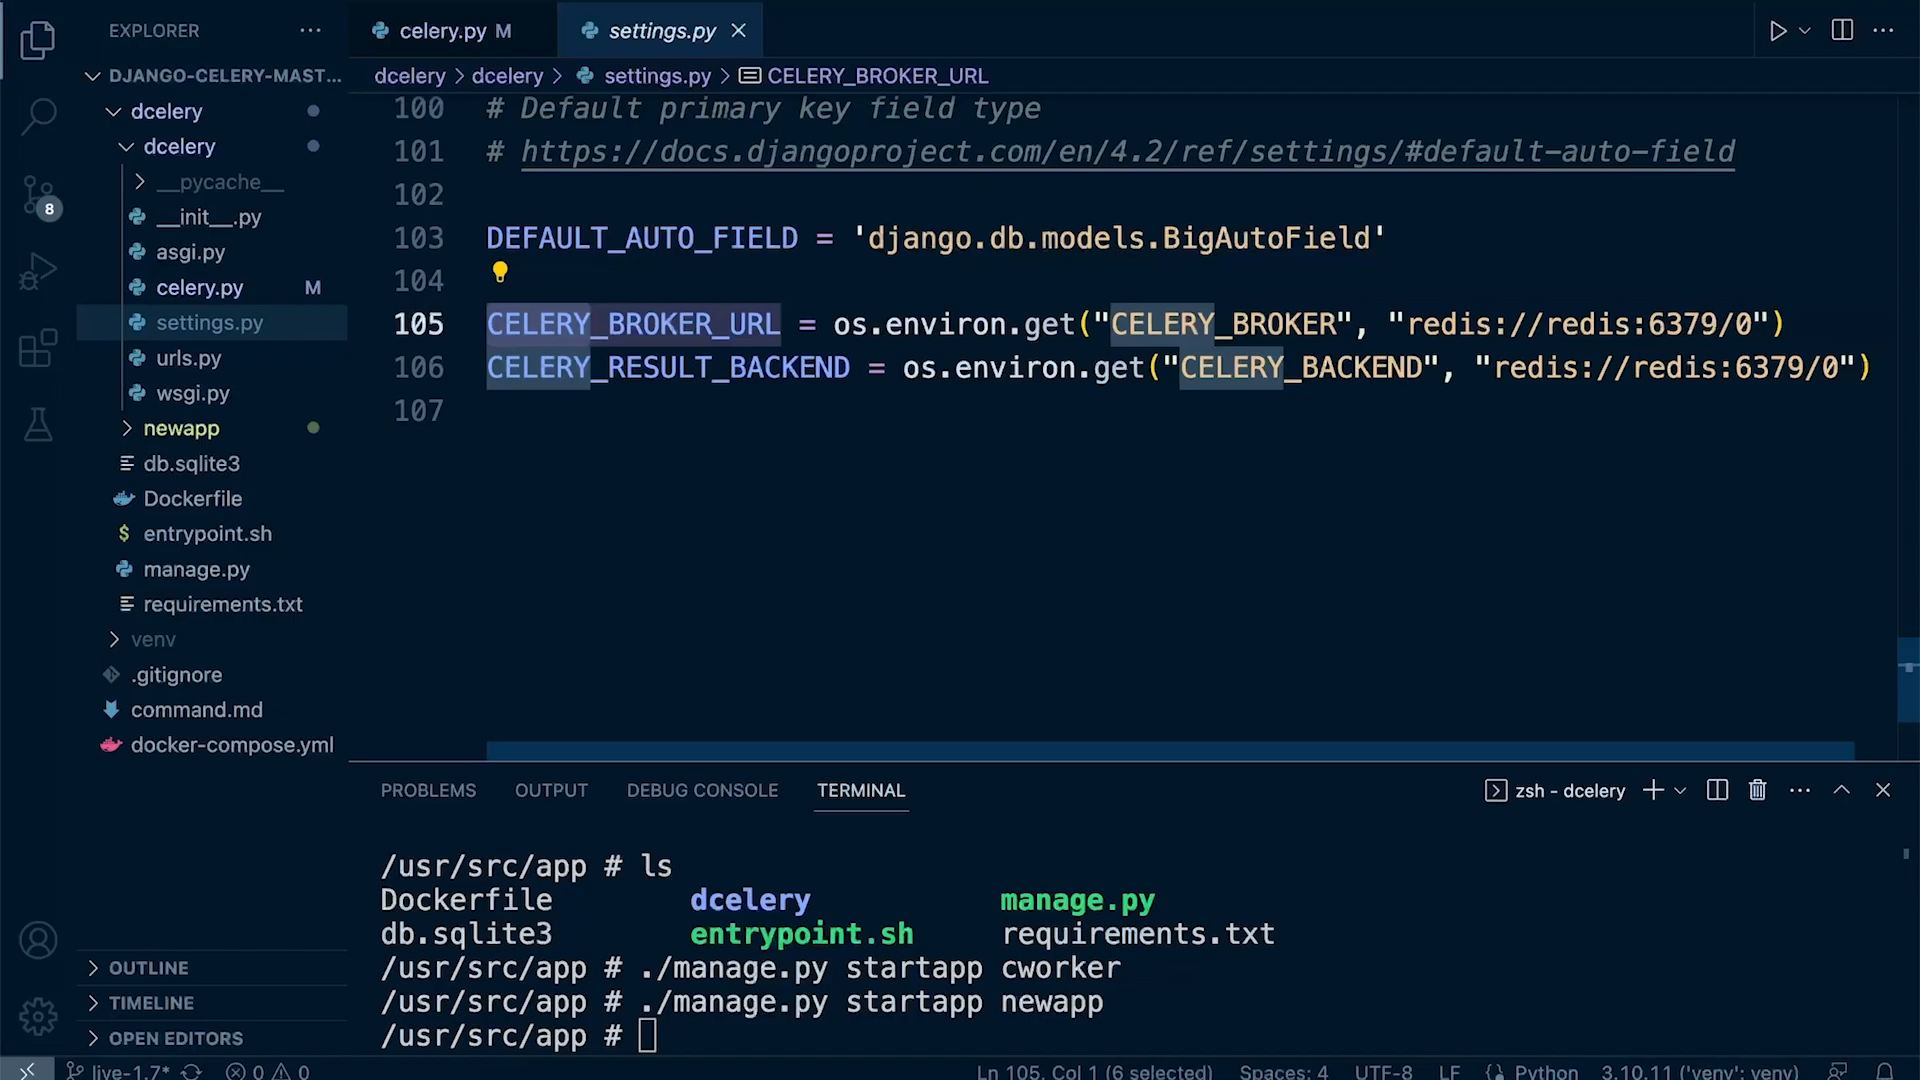 EXPLORER
DJANGO-CELERY-MAST...
dcelery
dcelery
__pycache__
__init__.py
asgi.py
celery.py M
settings.py
urls.py
wsgi.py
newapp
db.sqlite3
Dockerfile
$ entrypoint.sh
manage.py
requirements.txt
venv
.gitignore
command.md
docker-compose.yml
OUTLINE
TIMELINE
OPEN EDITORS
8
celery.py M
settings.py
dcelery > dcelery > settings.py > CELERY_BROKER_URL
100 # Default primary key field type
101 # https://docs.djangoproject.com/en/4.2/ref/settings/#default-auto-field
102
103 DEFAULT_AUTO_FIELD = 'django.db.models.BigAutoField'
104
105 CELERY_BROKER_URL = os.environ.get("CELERY_BROKER", "redis://redis:6379/0")
106 CELERY_RESULT_BACKEND = os.environ.get("CELERY_BACKEND", "redis://redis:6379/0")
107
PROBLEMS OUTPUT DEBUG CONSOLE TERMINAL zsh - dcelery
/usr/src/app # ls
Dockerfile dcelery manage.py
db.sqlite3 entrypoint.sh requirements.txt
/usr/src/app # ./manage.py startapp cworker
/usr/src/app # ./manage.py startapp newapp
/usr/src/app #
live-1.7* 0 0 Ln 105, Col 1 (6 selected) Spaces: 4 UTF-8 LF Python 3.10.11 ('venv': venv)